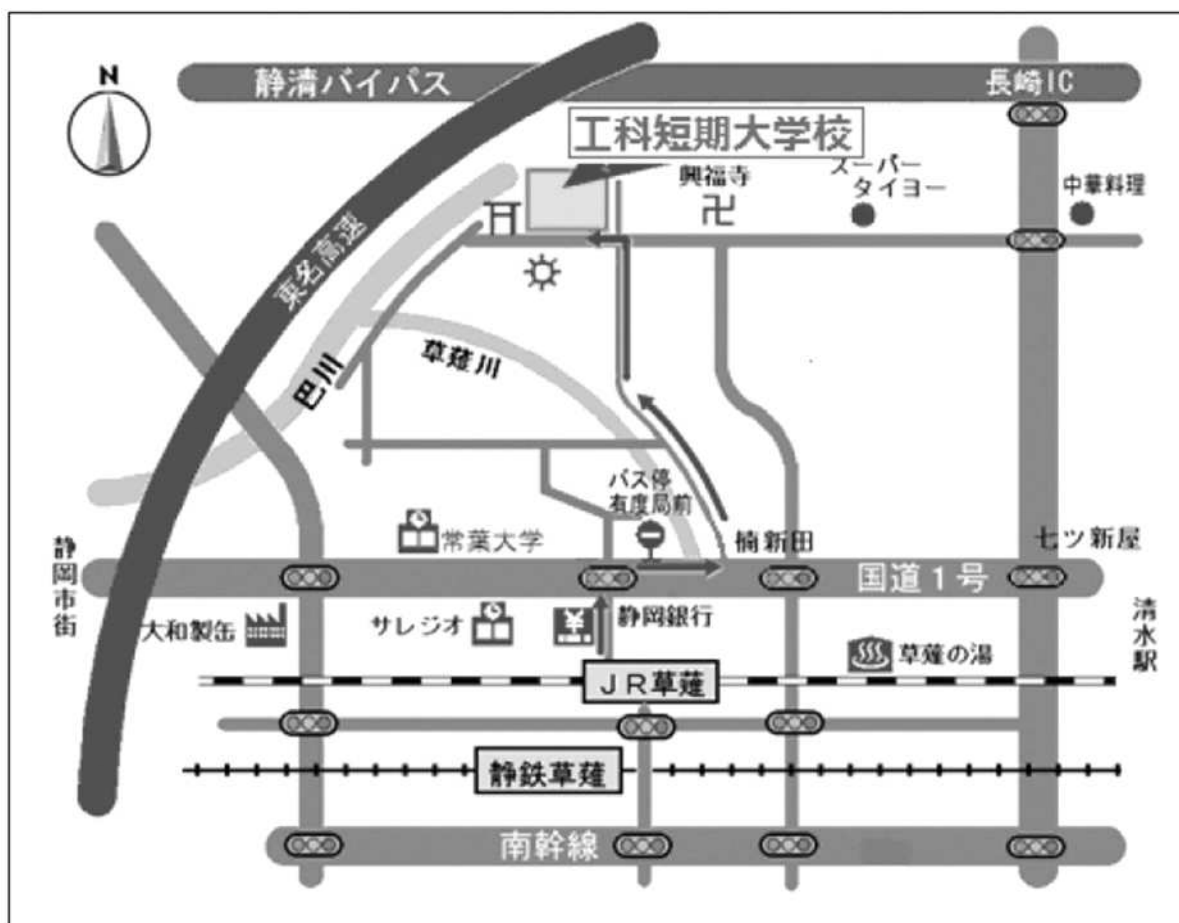 N
静清バイパス
長崎IC
工科短期大学校
興福寺
スーパー
タイヨー
中華料理
東名高速
巴川
草薙川
バス停
有度局前
常葉大学
楠新田
七ツ新屋
静岡市街
国道1号
大和製缶
サレジオ
¥
静岡銀行
草薙の湯
清水駅
JR草薙
静鉄草薙
南幹線